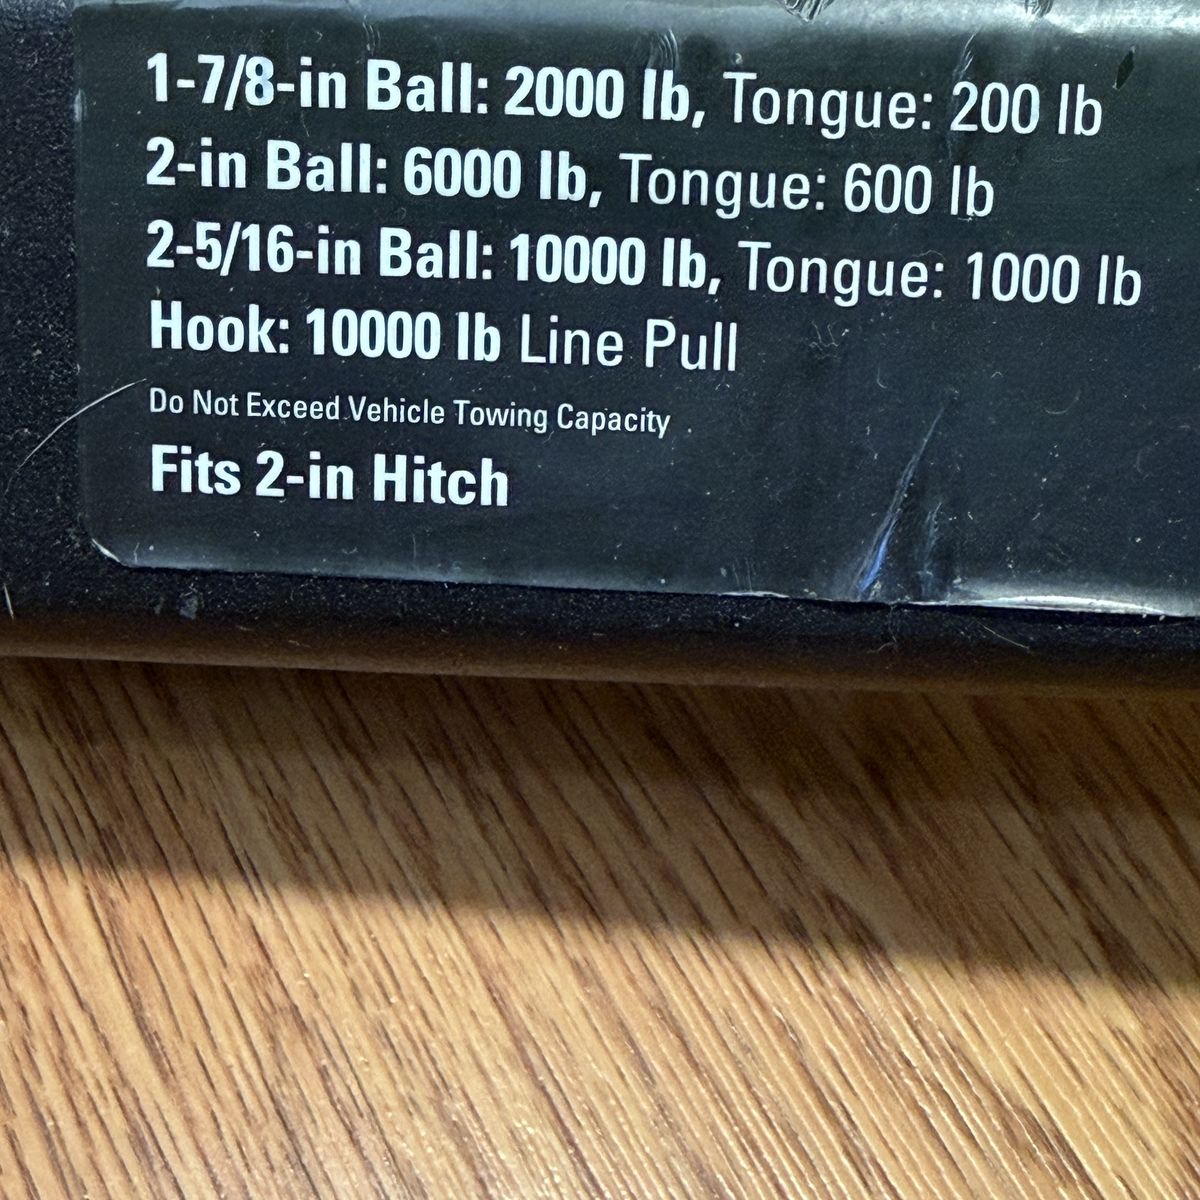 1-7/8-in Ball: 2000 lb, Tongue: 200 lb
2-in Ball: 6000 lb, Tongue: 600 lb
2-5/16-in Ball: 10000 lb, Tongue: 1000 lb
Hook: 10000 lb Line Pull
Do Not Exceed Vehicle Towing Capacity
Fits 2-in Hitch